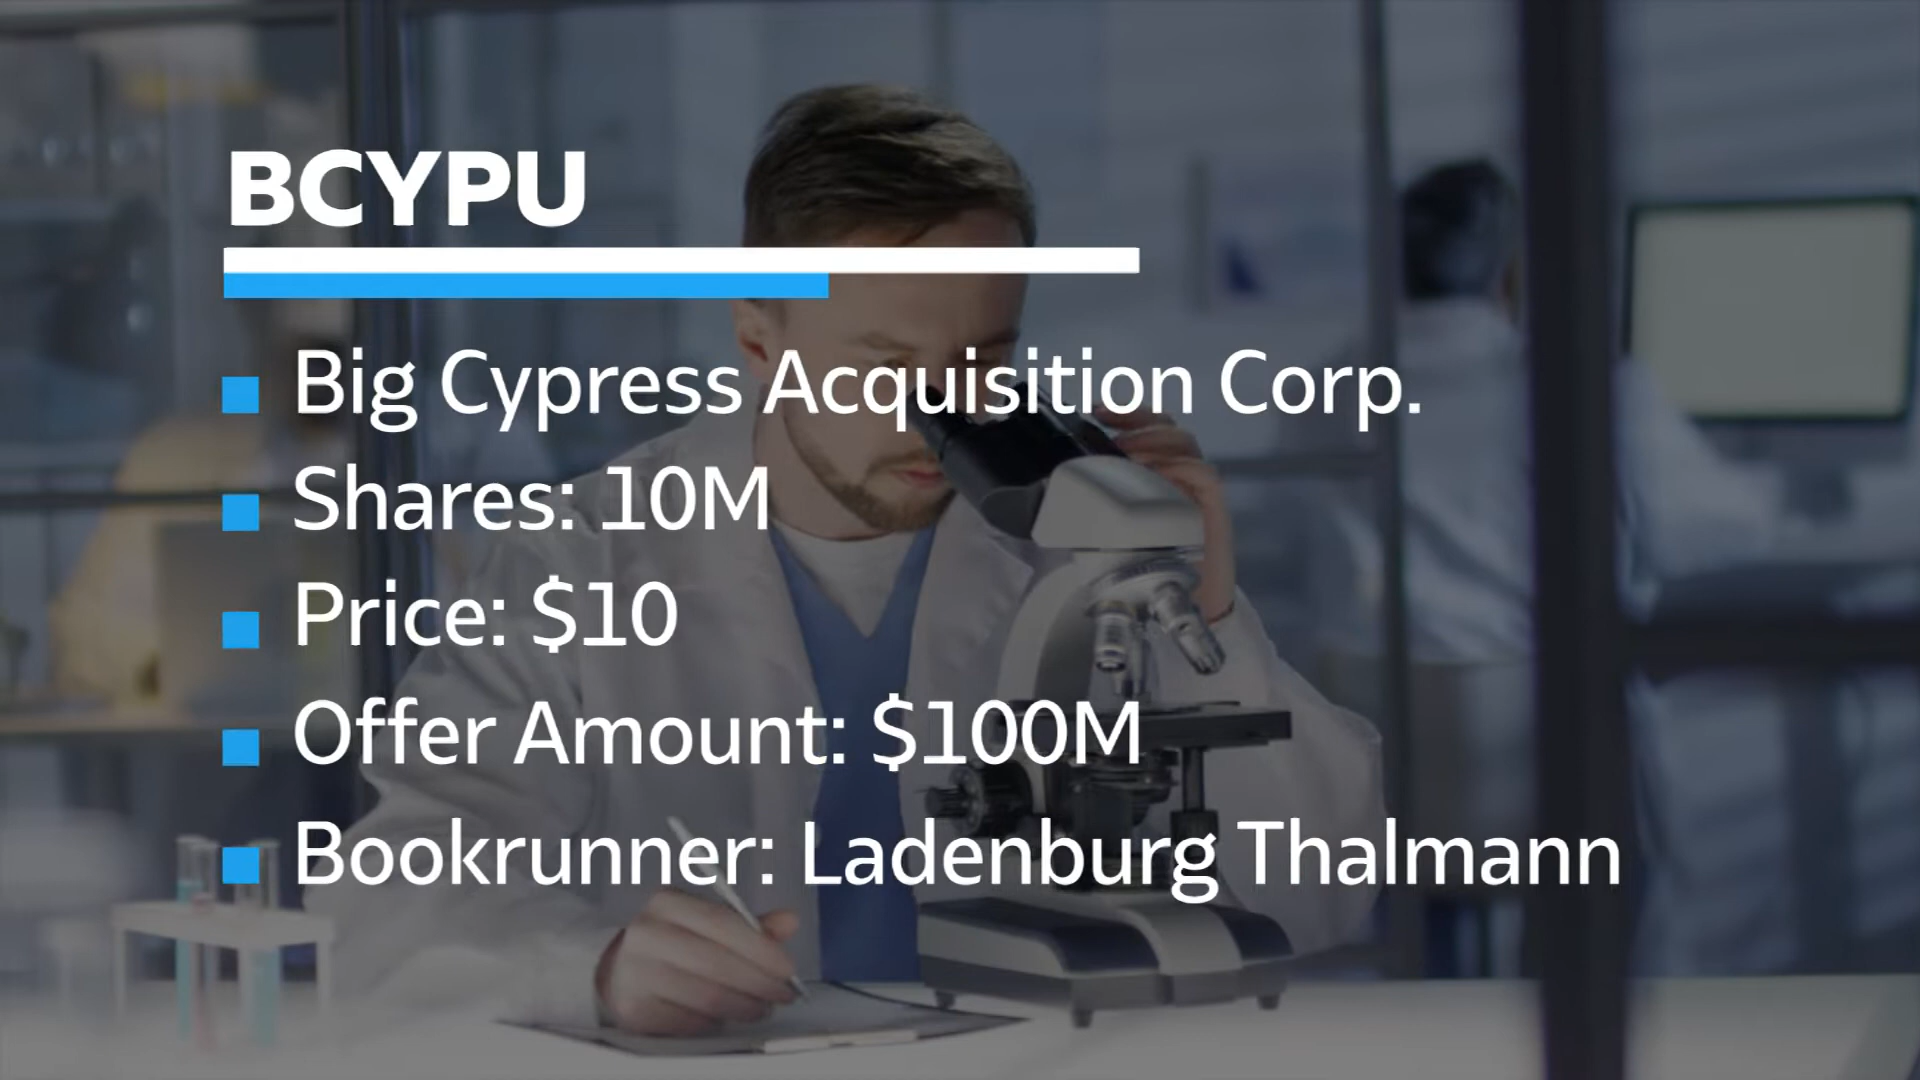 BCYPU
Big Cypress Acquisition Corp.
Shares: 10M
Price: $10
Offer Amount: $100M
Bookrunner: Ladenburg Thalmann